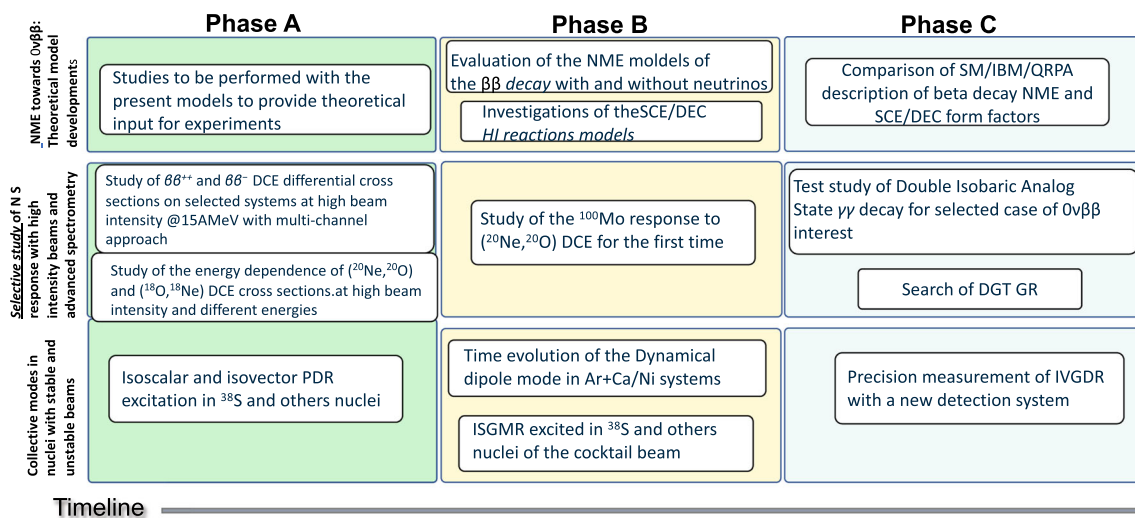 Phase A
Phase B
Phase C
NME towards 0νββ:
Theoretical model
developments
Studies to be performed with the
present models to provide theoretical
input for experiments
Evaluation of the NME moldels of
the ββ decay with and without neutrinos
Investigations of theSCE/DEC
HI reactions models
Comparison of SM/IBM/QRPA
description of beta decay NME and
SCE/DEC form factors
Selective study of N S
response with high
intensity beams and
advanced spectrometry
Study of ββ⁺⁺ and ββ⁻ DCE differential cross
sections on selected systems at high beam
intensity @15AMeV with multi-channel
approach
Study of the energy dependence of (²⁰Ne,²⁰O)
and (¹⁸O,¹⁸Ne) DCE cross sections.at high beam
intensity and different energies
Study of the ¹⁰⁰Mo response to
(²⁰Ne,²⁰O) DCE for the first time
Test study of Double Isobaric Analog
State γγ decay for selected case of 0νββ
interest
Search of DGT GR
Collective modes in
nuclei with stable and
unstable beams
Isoscalar and isovector PDR
excitation in ³⁸S and others nuclei
Time evolution of the Dynamical
dipole mode in Ar+Ca/Ni systems
ISGMR excited in ³⁸S and others
nuclei of the cocktail beam
Precision measurement of IVGDR
with a new detection system
Timeline